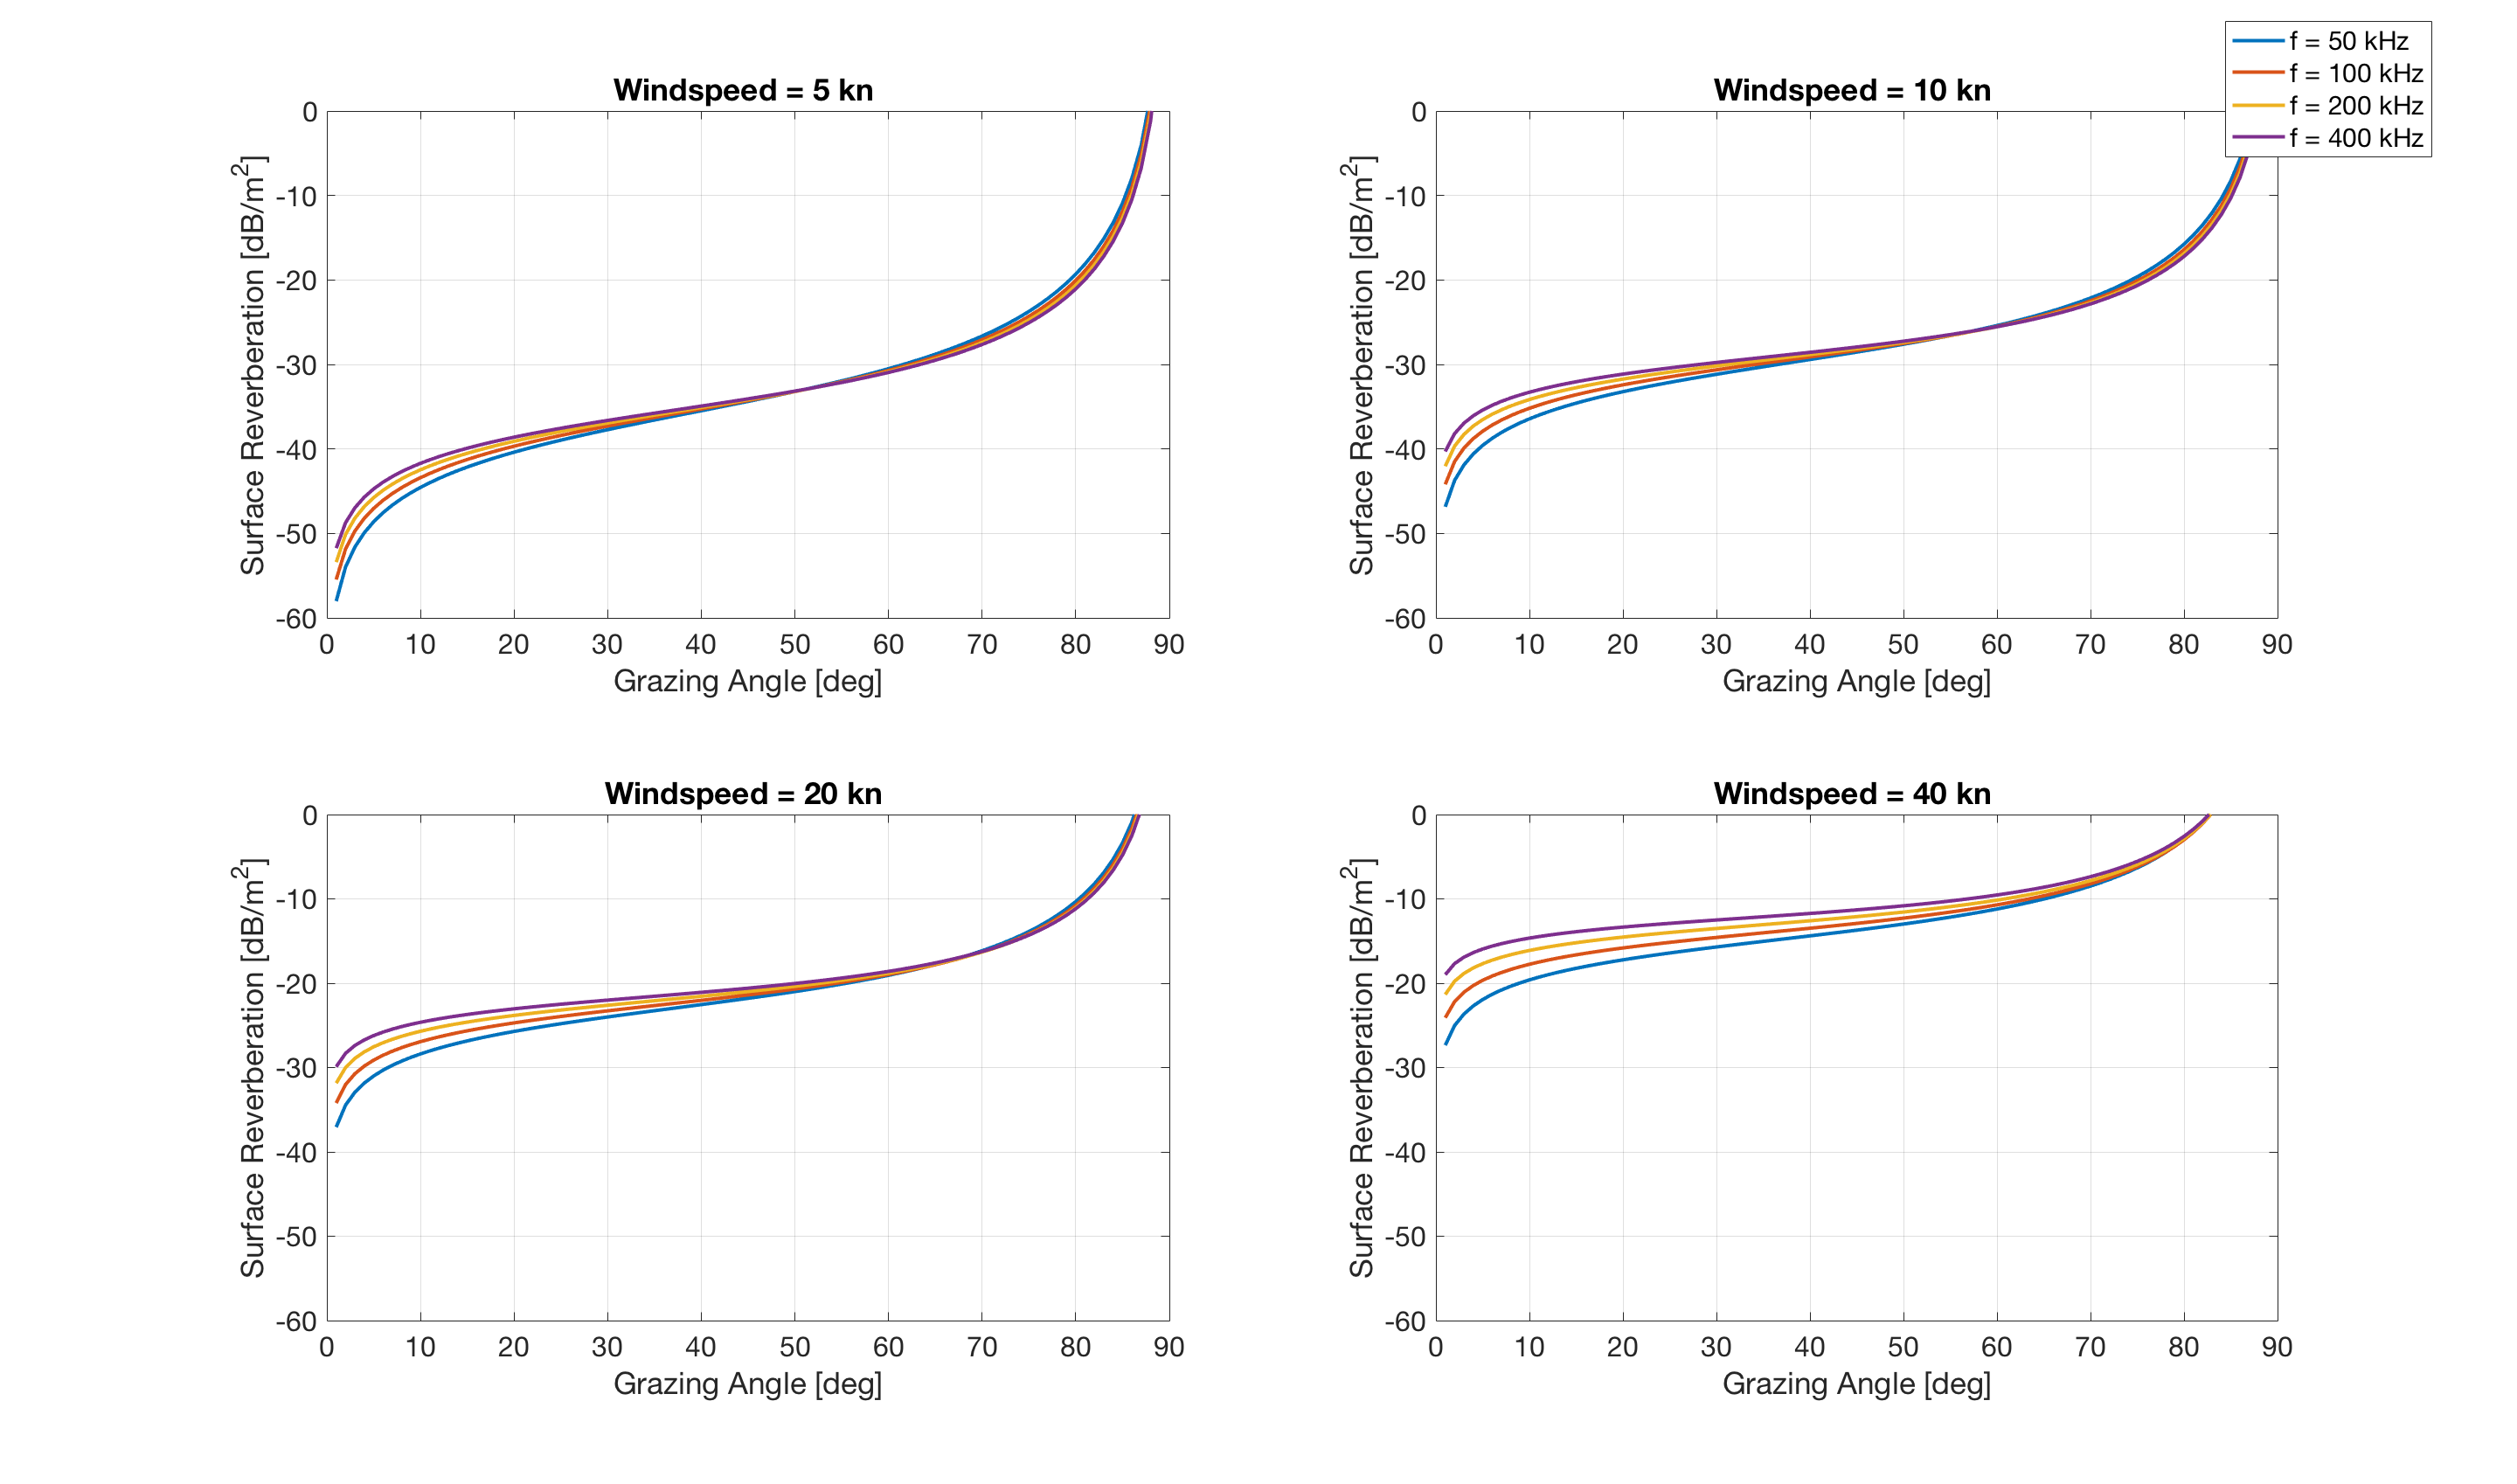 f = 50 kHz
f = 100 kHz
f = 200 kHz
f = 400 kHz
Windspeed = 5 kn
0
-10
-20
-30
-40
-50
-60
Surface Reverberation [dB/m²]
0 10 20 30 40 50 60 70 80 90
Grazing Angle [deg]
Windspeed = 10 kn
0
-10
-20
-30
-40
-50
-60
Surface Reverberation [dB/m²]
0 10 20 30 40 50 60 70 80 90
Grazing Angle [deg]
Windspeed = 20 kn
0
-10
-20
-30
-40
-50
-60
Surface Reverberation [dB/m²]
0 10 20 30 40 50 60 70 80 90
Grazing Angle [deg]
Windspeed = 40 kn
0
-10
-20
-30
-40
-50
-60
Surface Reverberation [dB/m²]
0 10 20 30 40 50 60 70 80 90
Grazing Angle [deg]